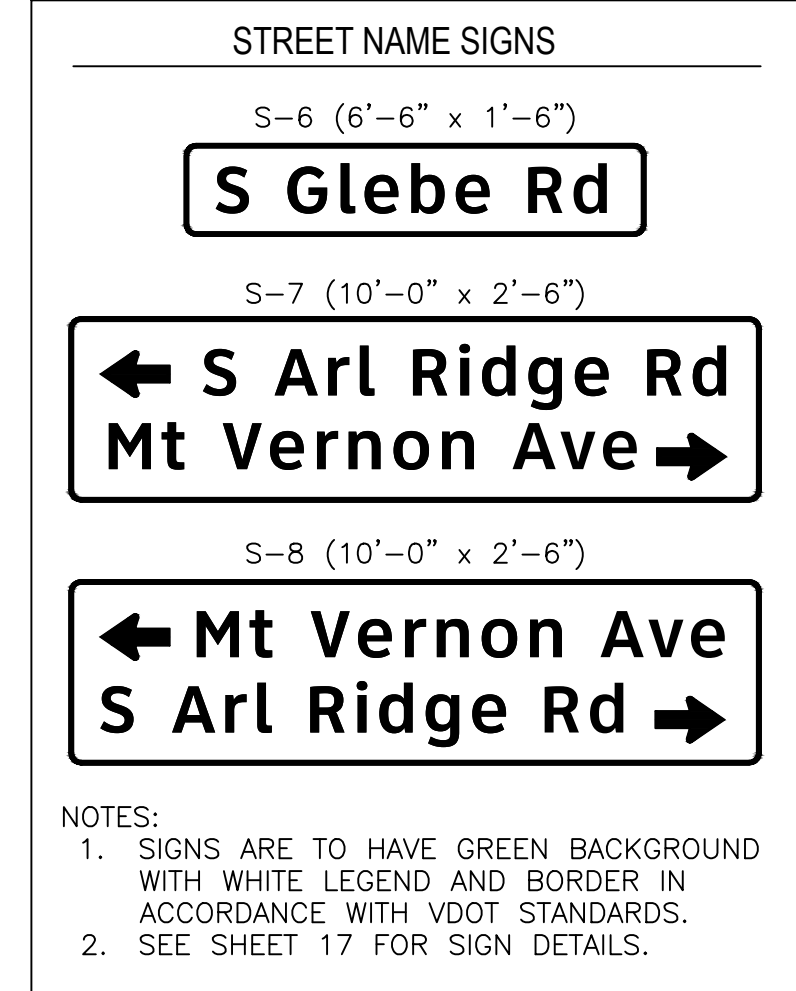 STREET NAME SIGNS
S-6 (6'-6" x 1'-6")
S Glebe Rd
S-7 (10'-0" x 2'-6")
← S Arl Ridge Rd
Mt Vernon Ave →
S-8 (10'-0" x 2'-6")
← Mt Vernon Ave
S Arl Ridge Rd →
NOTES:
1. SIGNS ARE TO HAVE GREEN BACKGROUND
WITH WHITE LEGEND AND BORDER IN
ACCORDANCE WITH VDOT STANDARDS.
2. SEE SHEET 17 FOR SIGN DETAILS.